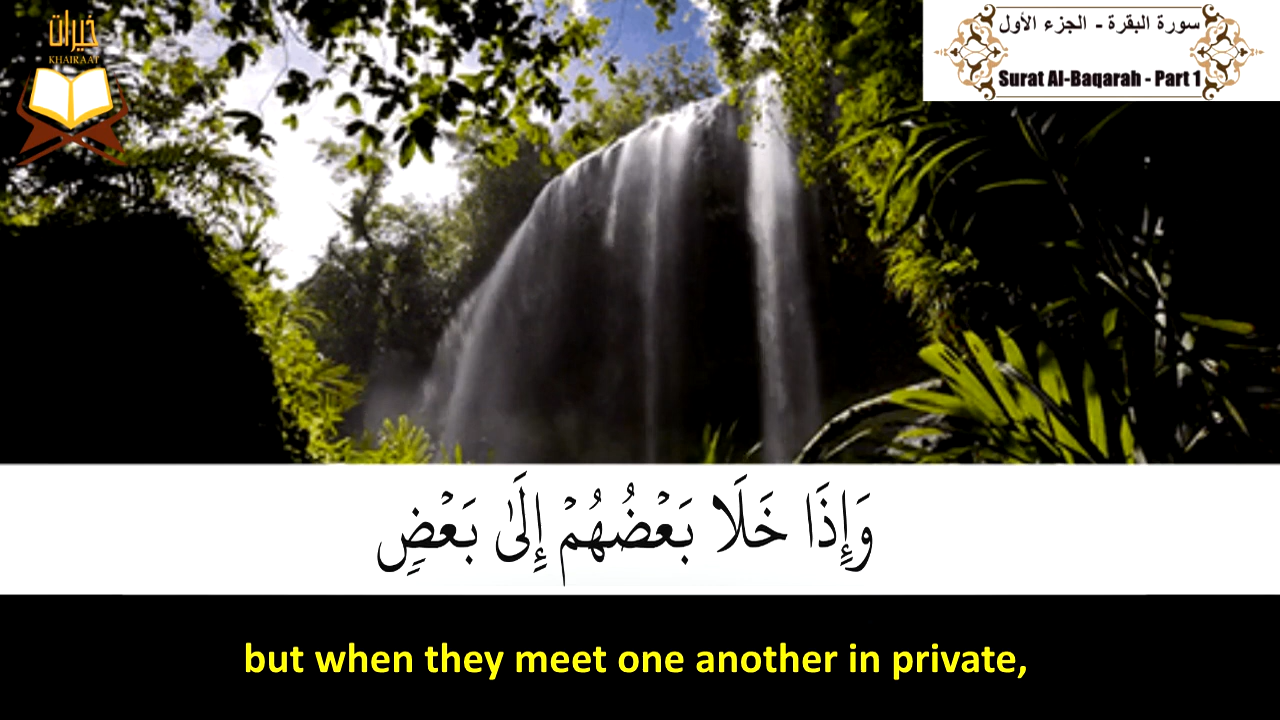 خيرات
KHAIRAAT
سورة البقرة - الجزء الأول
Surat Al-Baqarah - Part 1
وَإِذَا خَلَا بَعْضُهُمْ إِلَىٰ بَعْضٍ
but when they meet one another in private,